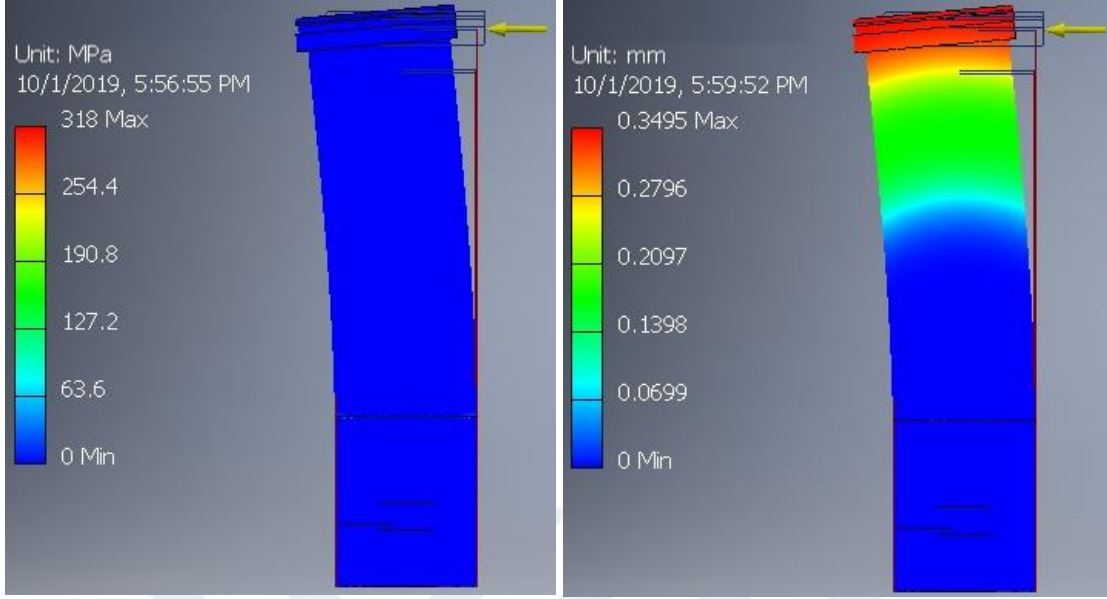 Unit: MPa
10/1/2019, 5:56:55 PM
318 Max
254.4
190.8
127.2
63.6
0 Min
Unit: mm
10/1/2019, 5:59:52 PM
0.3495 Max
0.2796
0.2097
0.1398
0.0699
0 Min